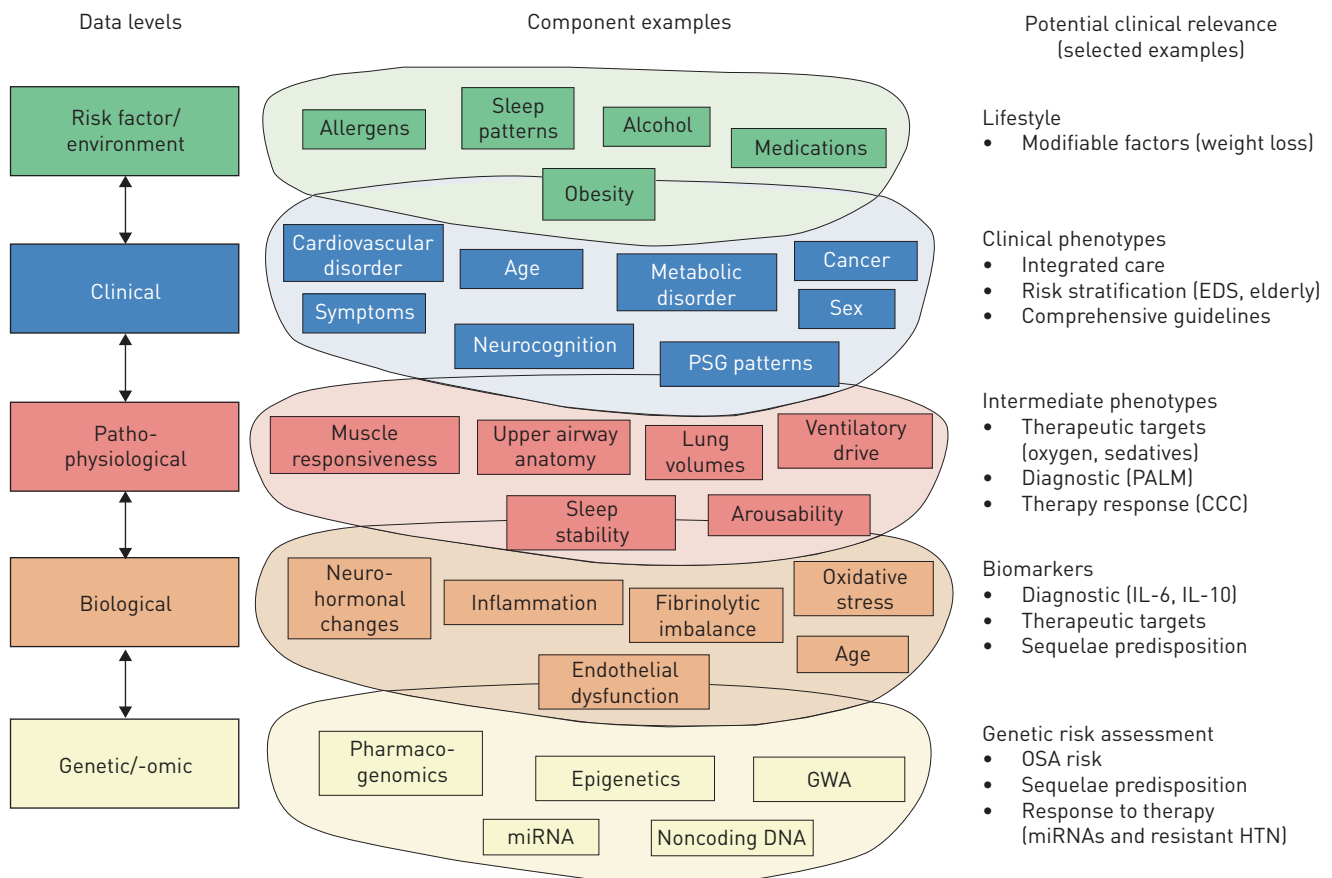 Data levels
Component examples
Potential clinical relevance
(selected examples)
Risk factor/
environment
Allergens
Sleep
patterns
Alcohol
Medications
Obesity
Lifestyle
• Modifiable factors (weight loss)
Clinical
Cardiovascular
disorder
Age
Metabolic
disorder
Cancer
Symptoms
Sex
Neurocognition
PSG patterns
Clinical phenotypes
• Integrated care
• Risk stratification (EDS, elderly)
• Comprehensive guidelines
Patho-
physiological
Muscle
responsiveness
Upper airway
anatomy
Lung
volumes
Ventilatory
drive
Sleep
stability
Arousability
Intermediate phenotypes
• Therapeutic targets
(oxygen, sedatives)
• Diagnostic (PALM)
• Therapy response (CCC)
Biological
Neuro-
hormonal
changes
Inflammation
Fibrinolytic
imbalance
Oxidative
stress
Age
Endothelial
dysfunction
Biomarkers
• Diagnostic (IL-6, IL-10)
• Therapeutic targets
• Sequelae predisposition
Genetic/-omic
Pharmaco-
genomics
Epigenetics
GWA
miRNA
Noncoding DNA
Genetic risk assessment
• OSA risk
• Sequelae predisposition
• Response to therapy
(miRNAs and resistant HTN)